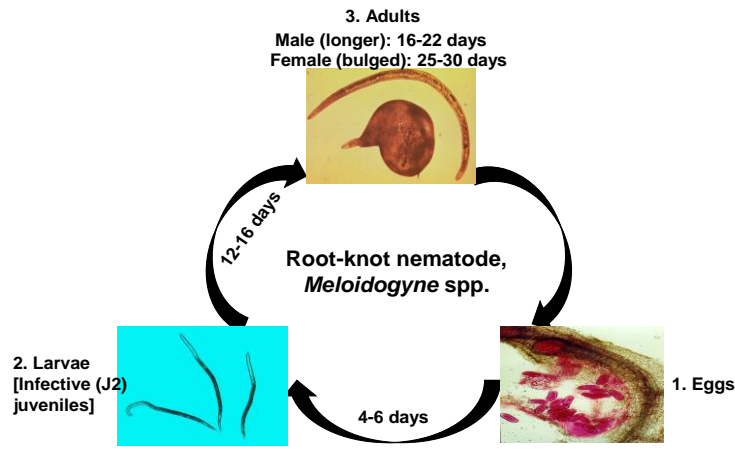 3. Adults
Male (longer): 16-22 days
Female (bulged): 25-30 days
12-16 days
Root-knot nematode,
Meloidogyne spp.
2. Larvae
[Infective (J2)
juveniles]
1. Eggs
4-6 days